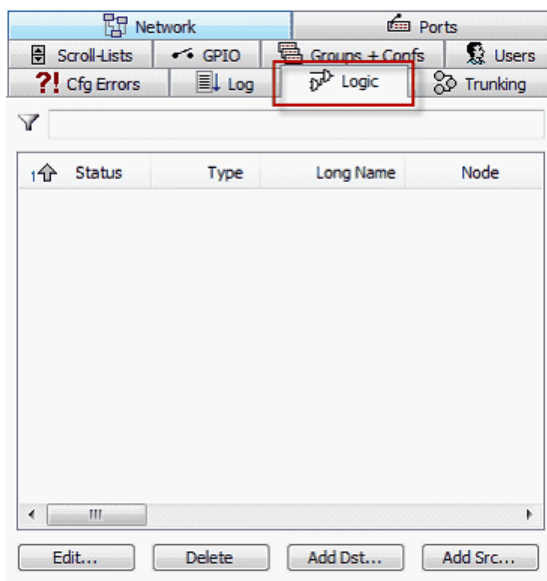 Network Ports
Scroll-Lists GPIO Groups + Confs Users
?! Cfg Errors Log Logic Trunking
1 Status Type Long Name Node
Edit... Delete Add Dst... Add Src...